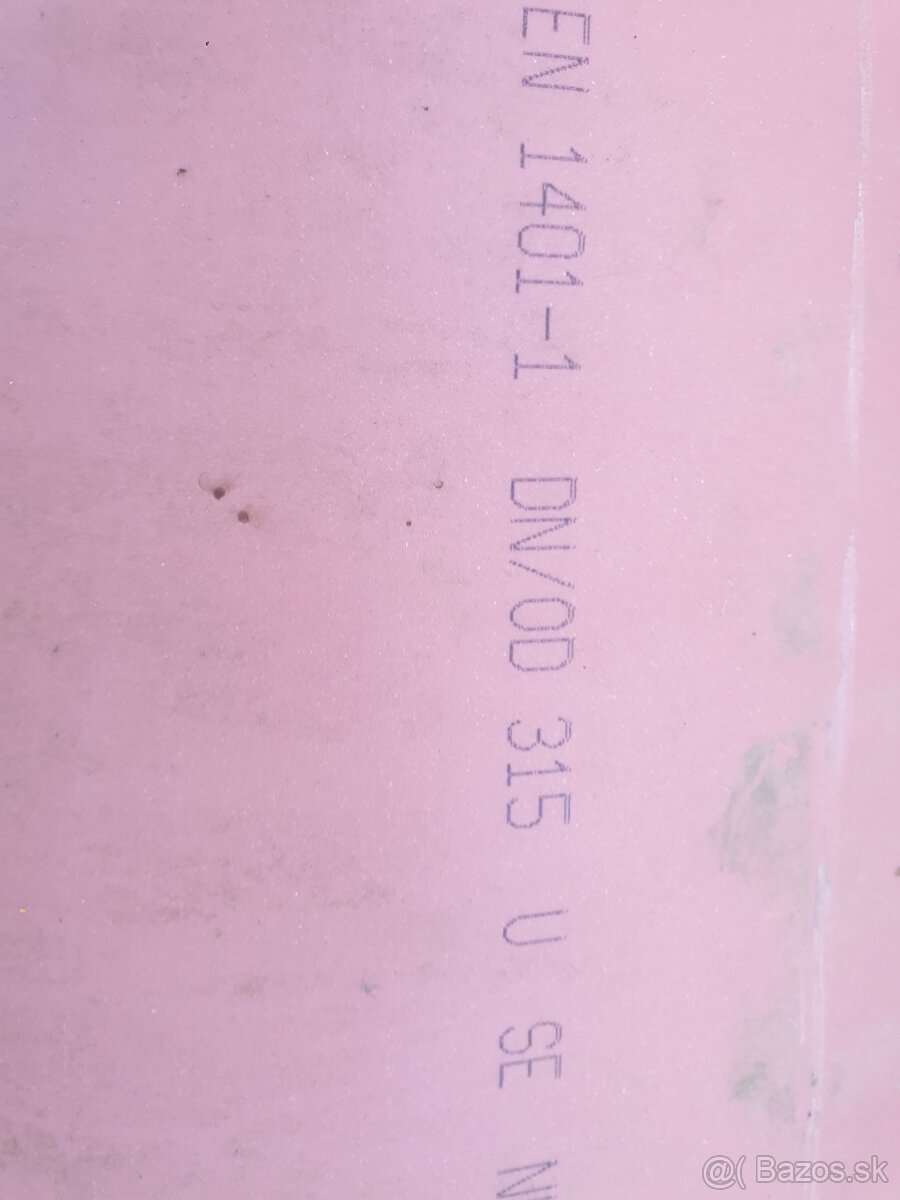 EN 1401-1 DN/OD 315 U SE
@( Bazos.sk